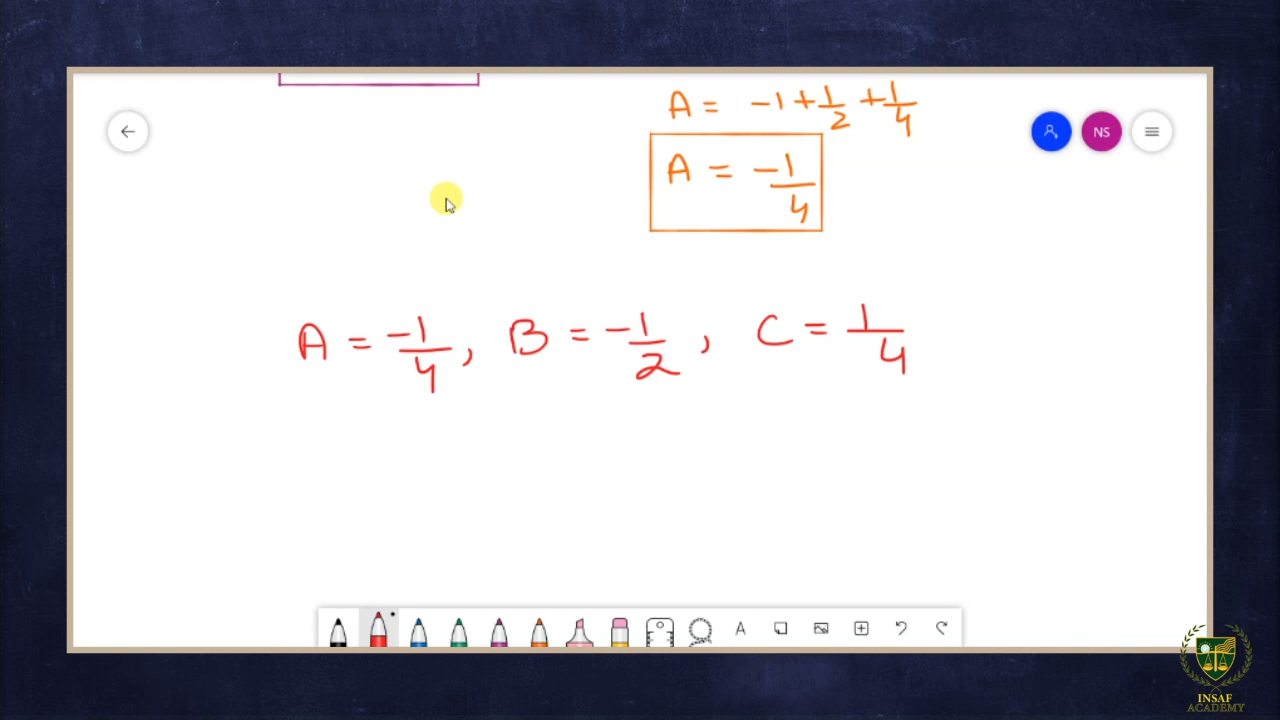 A = -1 + 1/2 + 1/4
A = -1/4
NS
A = -1/4, B = -1/2, C = 1/4
A
INSAF
ACADEMY